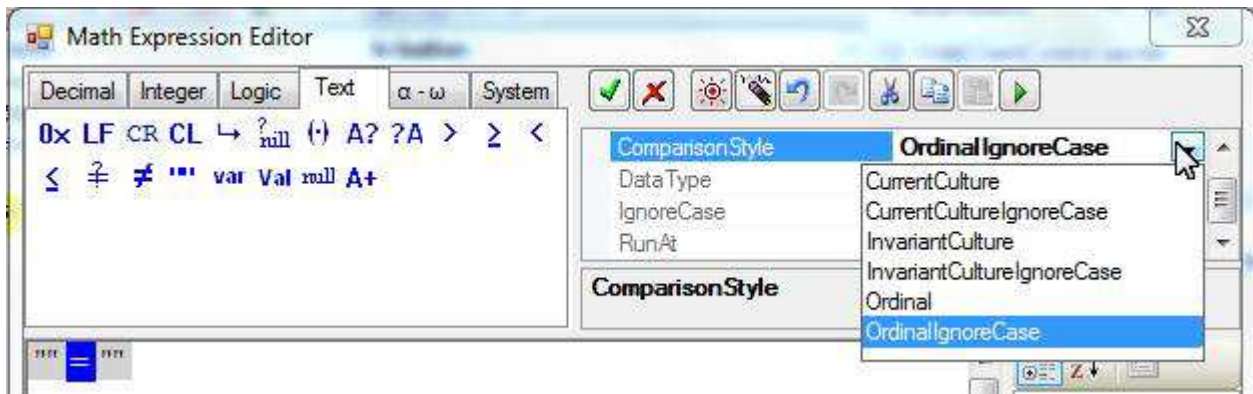 Math Expression Editor
Decimal Integer Logic Text α - ω System
0x LF CR CL ↵ ?null (·) A? ?A > ≥ <
≤ ≟ ≠ "" var Val null A+
ComparisonStyle OrdinalIgnoreCase
DataType
IgnoreCase
RunAt
CurrentCulture
CurrentCultureIgnoreCase
InvariantCulture
InvariantCultureIgnoreCase
Ordinal
OrdinalIgnoreCase
ComparisonStyle
"" = ""